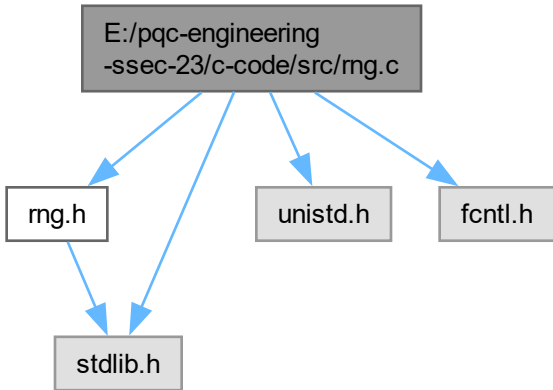 E:/pqc-engineering
-ssec-23/c-code/src/rng.c
rng.h
unistd.h
fcntl.h
stdlib.h